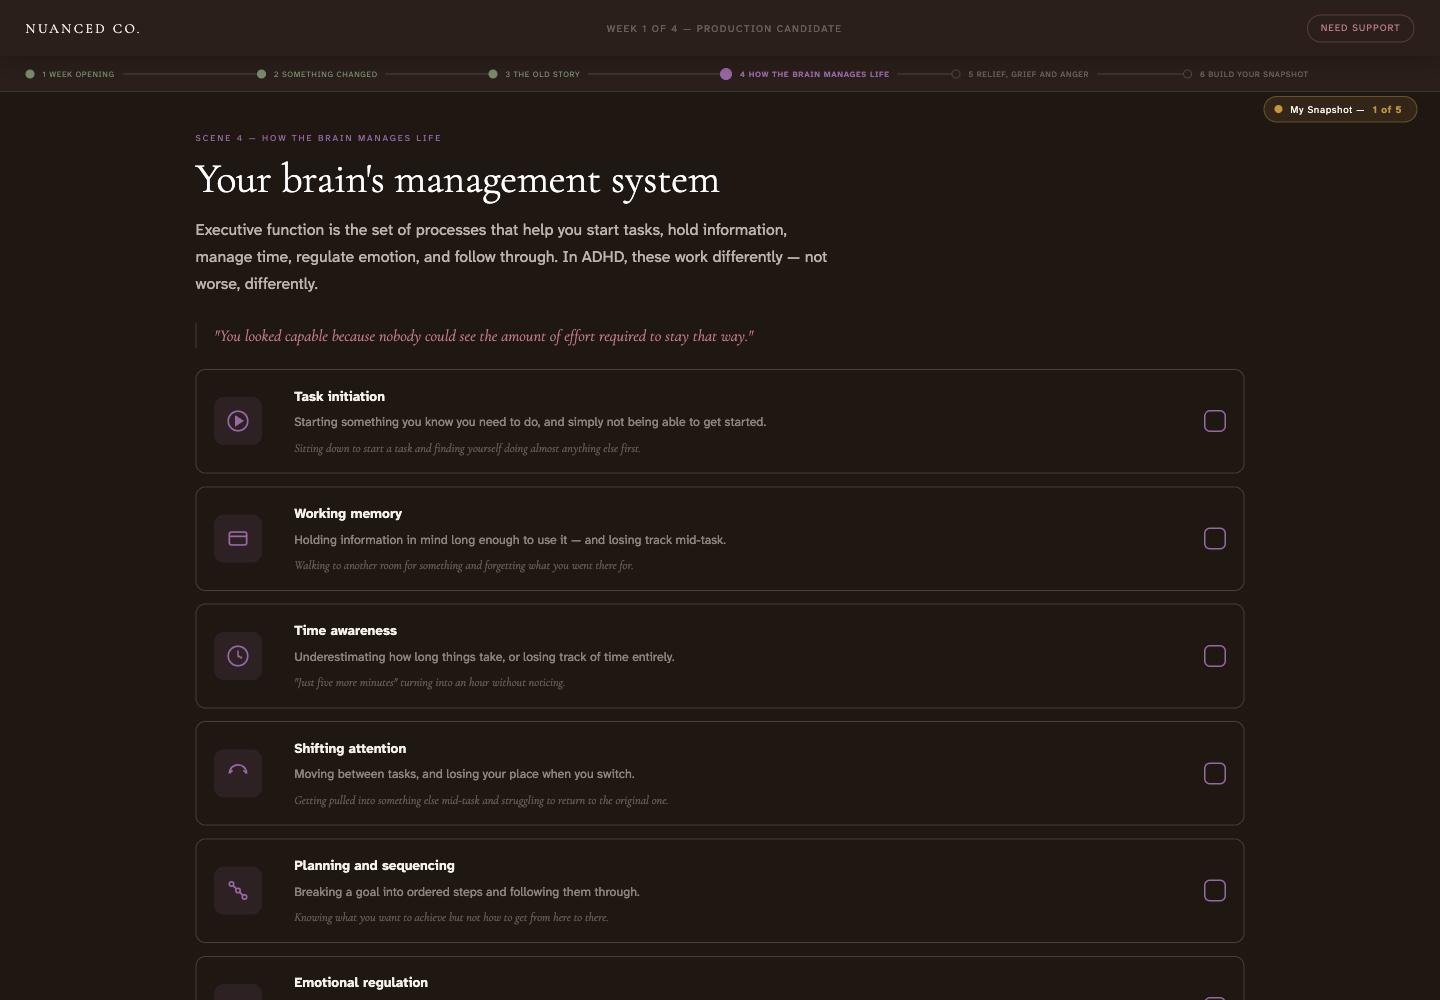 NUANCED CO.
WEEK 1 OF 4 — PRODUCTION CANDIDATE
NEED SUPPORT
1 WEEK OPENING
2 SOMETHING CHANGED
3 THE OLD STORY
4 HOW THE BRAIN MANAGES LIFE
5 RELIEF, GRIEF AND ANGER
6 BUILD YOUR SNAPSHOT
My Snapshot — 1 of 5
SCENE 4 — HOW THE BRAIN MANAGES LIFE
Your brain's management system
Executive function is the set of processes that help you start tasks, hold information,
manage time, regulate emotion, and follow through. In ADHD, these work differently — not
worse, differently.
"You looked capable because nobody could see the amount of effort required to stay that way."
Task initiation
Starting something you know you need to do, and simply not being able to get started.
Sitting down to start a task and finding yourself doing almost anything else first.
Working memory
Holding information in mind long enough to use it — and losing track mid-task.
Walking to another room for something and forgetting what you went there for.
Time awareness
Underestimating how long things take, or losing track of time entirely.
"Just five more minutes" turning into an hour without noticing.
Shifting attention
Moving between tasks, and losing your place when you switch.
Getting pulled into something else mid-task and struggling to return to the original one.
Planning and sequencing
Breaking a goal into ordered steps and following them through.
Knowing what you want to achieve but not how to get from here to there.
Emotional regulation